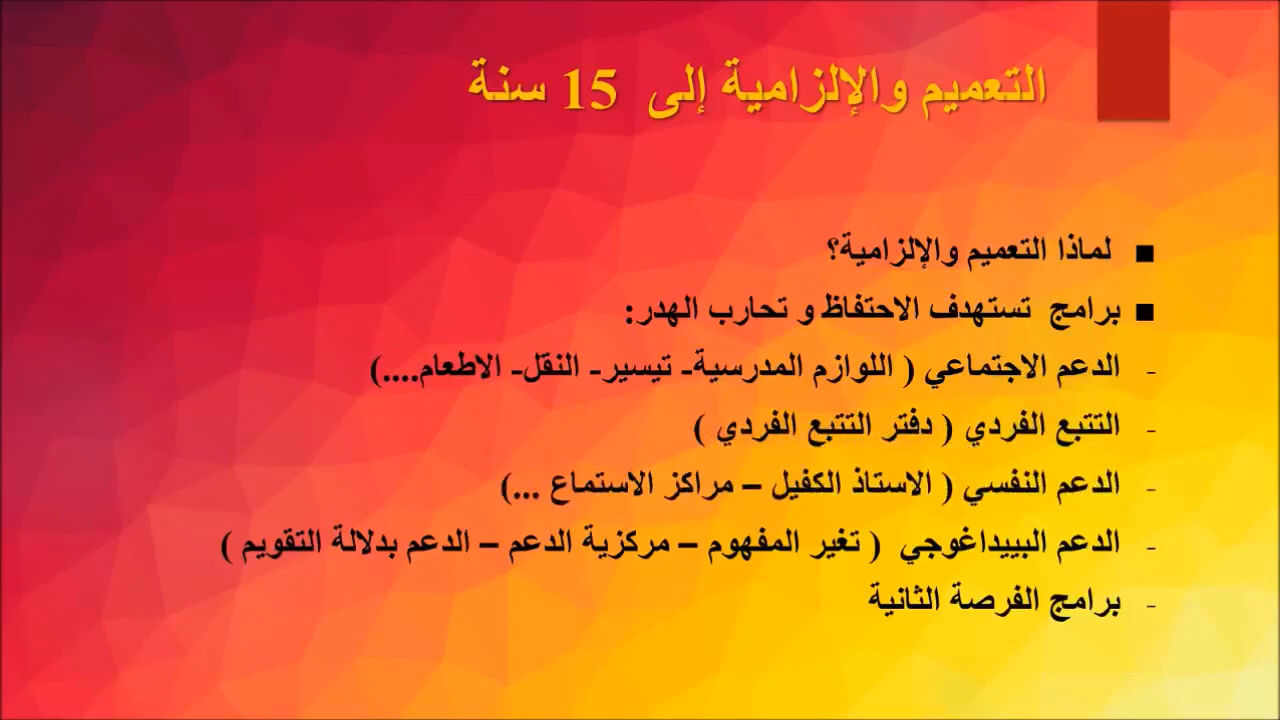 التعميم والإلزامية إلى 15 سنة
■ لماذا التعميم والإلزامية؟
■ برامج تستهدف الاحتفاظ و تحارب الهدر:
- الدعم الاجتماعي ( اللوازم المدرسية- تيسير- النقل- الاطعام....)
- التتبع الفردي ( دفتر التتبع الفردي )
- الدعم النفسي ( الاستاذ الكفيل – مراكز الاستماع ...)
- الدعم البييداغوجي ( تغير المفهوم – مركزية الدعم – الدعم بدلالة التقويم )
- برامج الفرصة الثانية